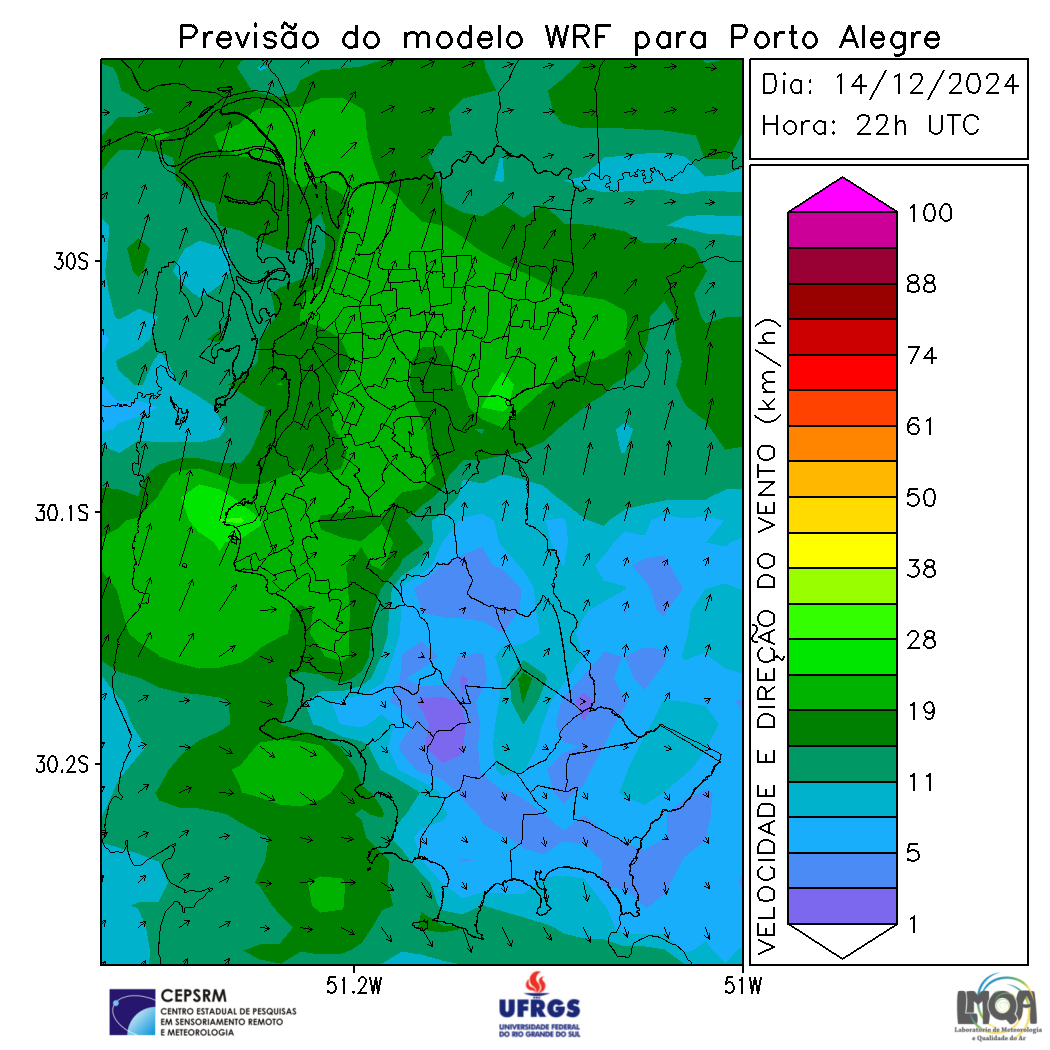 Previsão do modelo WRF para Porto Alegre
Dia: 14/12/2024
Hora: 22h UTC
30S
30.1S
30.2S
51.2W
51W
VELOCIDADE E DIREÇÃO DO VENTO (km/h)
100
88
74
61
50
38
28
19
11
5
1
CEPSRM
CENTRO ESTADUAL DE PESQUISAS
EM SENSORIAMENTO REMOTO
E METEOROLOGIA
UFRGS
UNIVERSIDADE FEDERAL
DO RIO GRANDE DO SUL
LMQA
Laboratório de Meteorologia
e Qualidade do Ar